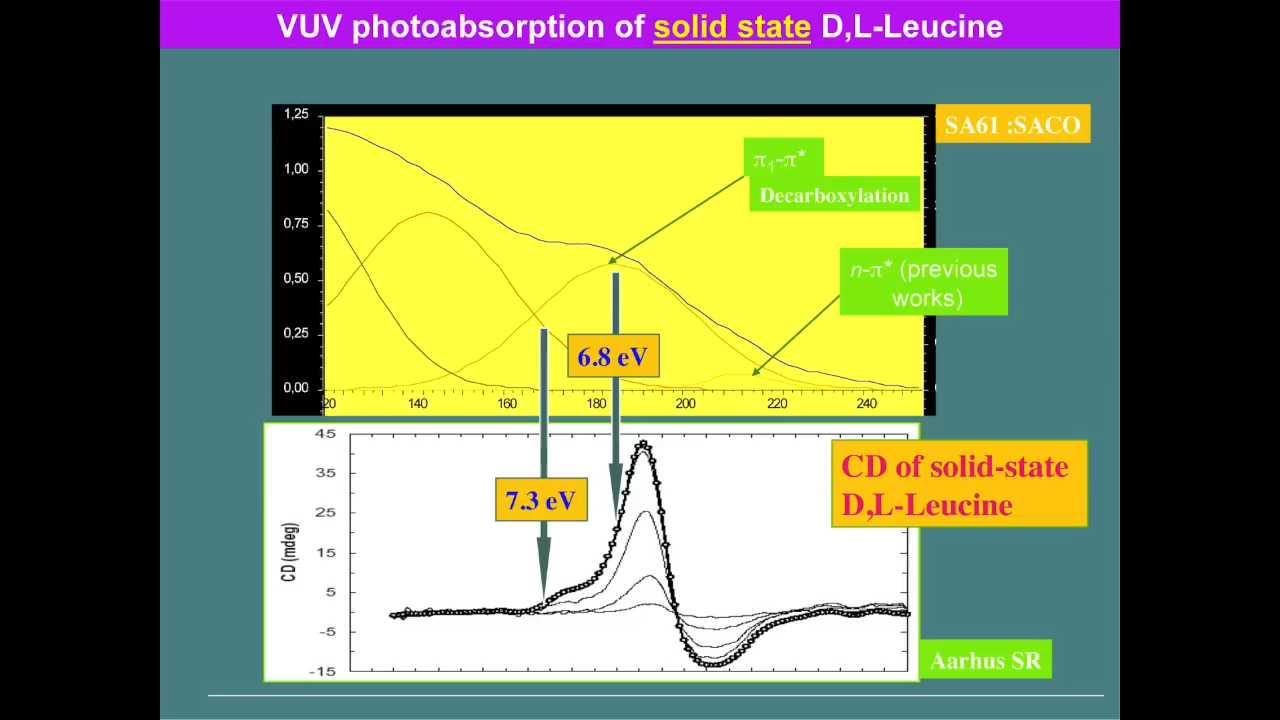 VUV photoabsorption of solid state D,L-Leucine
SA61 :SACO
1,25
1,00
0,75
0,50
0,25
0,00
π1-π*
Decarboxylation
n-π* (previous
works)
6.8 eV
20 140 160 180 200 220 240
7.3 eV
CD of solid-state
D,L-Leucine
45
35
25
15
5
-5
-15
CD (mdeg)
Aarhus SR